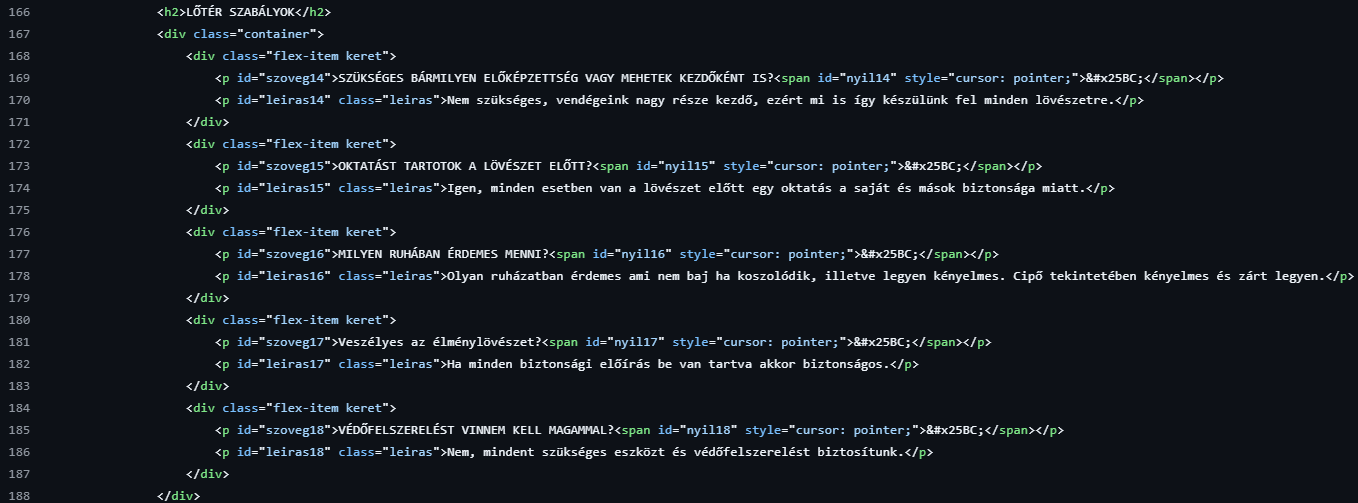 166 <h2>LŐTÉR SZABÁLYOK</h2>
167 <div class="container">
168 <div class="flex-item keret">
169 <p id="szoveg14">SZÜKSÉGES BÁRMILYEN ELŐKÉPZETTSÉG VAGY MEHETEK KEZDŐKÉNT IS?<span id="nyil14" style="cursor: pointer;">&#x25BC;</span></p>
170 <p id="leiras14" class="leiras">Nem szükséges, vendégeink nagy része kezdő, ezért mi is így készülünk fel minden lövészetre.</p>
171 </div>
172 <div class="flex-item keret">
173 <p id="szoveg15">OKTATÁST TARTOTOK A LÖVÉSZET ELŐTT?<span id="nyil15" style="cursor: pointer;">&#x25BC;</span></p>
174 <p id="leiras15" class="leiras">Igen, minden esetben van a lövészet előtt egy oktatás a saját és mások biztonsága miatt.</p>
175 </div>
176 <div class="flex-item keret">
177 <p id="szoveg16">MILYEN RUHÁBAN ÉRDEMES MENNI?<span id="nyil16" style="cursor: pointer;">&#x25BC;</span></p>
178 <p id="leiras16" class="leiras">Olyan ruházatban érdemes ami nem baj ha koszolódik, illetve legyen kényelmes. Cipő tekintetében kényelmes és zárt legyen.</p>
179 </div>
180 <div class="flex-item keret">
181 <p id="szoveg17">Veszélyes az élménylövészet?<span id="nyil17" style="cursor: pointer;">&#x25BC;</span></p>
182 <p id="leiras17" class="leiras">Ha minden biztonsági előírás be van tartva akkor biztonságos.</p>
183 </div>
184 <div class="flex-item keret">
185 <p id="szoveg18">VÉDŐFELSZERELÉST VINNEM KELL MAGAMMAL?<span id="nyil18" style="cursor: pointer;">&#x25BC;</span></p>
186 <p id="leiras18" class="leiras">Nem, mindent szükséges eszközt és védőfelszerelést biztosítunk.</p>
187 </div>
188 </div>